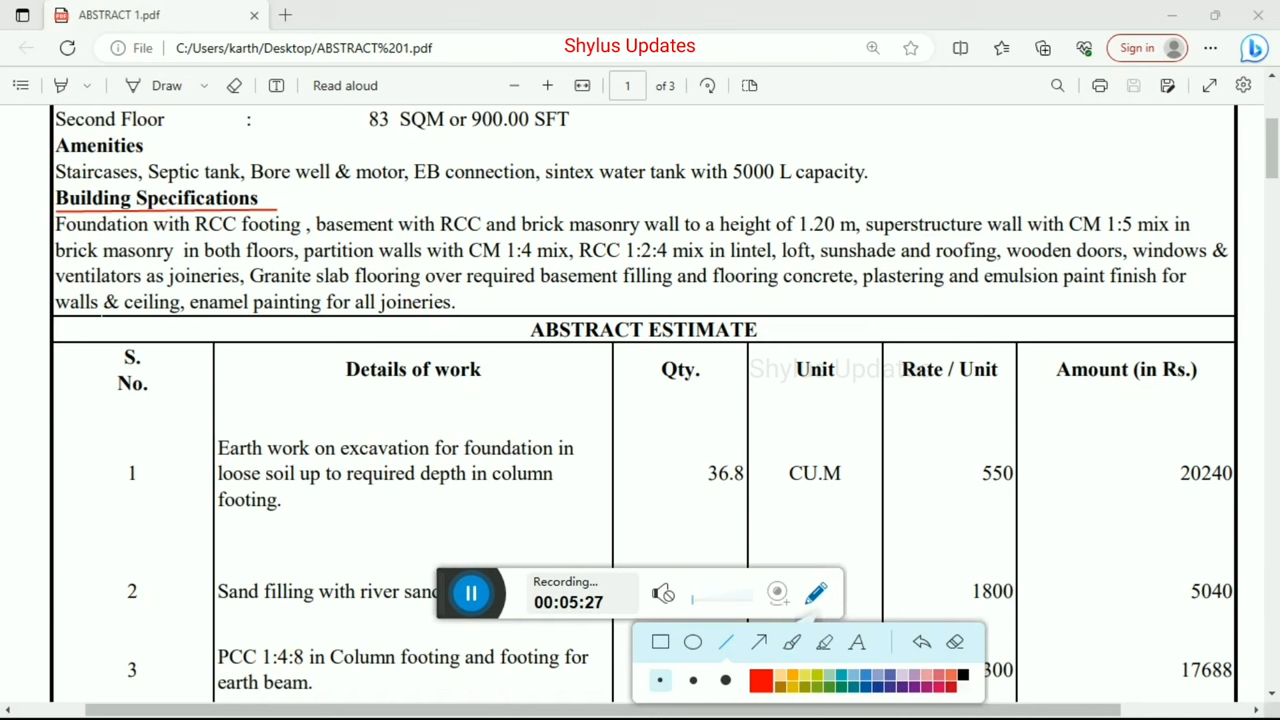 ABSTRACT 1.pdf
File
C:/Users/karth/Desktop/ABSTRACT%201.pdf
Shylus Updates
Sign in
Draw
Read aloud
1 of 3
Second Floor : 83 SQM or 900.00 SFT
Amenities
Staircases, Septic tank, Bore well & motor, EB connection, sintex water tank with 5000 L capacity.
Building Specifications
Foundation with RCC footing , basement with RCC and brick masonry wall to a height of 1.20 m, superstructure wall with CM 1:5 mix in
brick masonry in both floors, partition walls with CM 1:4 mix, RCC 1:2:4 mix in lintel, loft, sunshade and roofing, wooden doors, windows &
ventilators as joineries, Granite slab flooring over required basement filling and flooring concrete, plastering and emulsion paint finish for
walls & ceiling, enamel painting for all joineries.
ABSTRACT ESTIMATE
S.
No.
Details of work
Qty.
Unit
Rate / Unit
Amount (in Rs.)
Shylus Updates
1
Earth work on excavation for foundation in
loose soil up to required depth in column
footing.
36.8
CU.M
550
20240
2
Sand filling with river sand
1800
5040
Recording...
00:05:27
3
PCC 1:4:8 in Column footing and footing for
earth beam.
300
17688